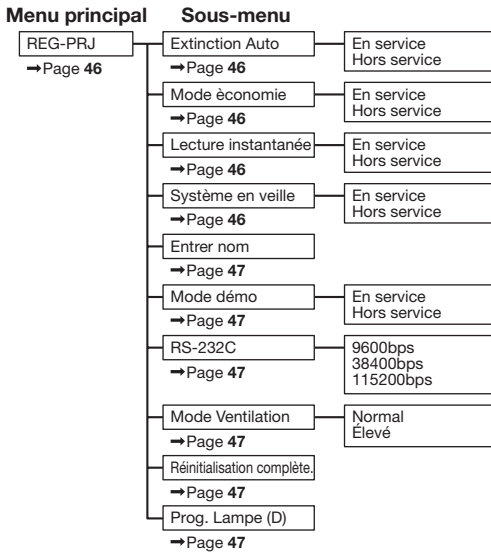 Menu principal Sous-menu
REG-PRJ
➞Page 46
Extinction Auto
➞Page 46
En service
Hors service
Mode èconomie
➞Page 46
En service
Hors service
Lecture instantanée
➞Page 46
En service
Hors service
Système en veille
➞Page 46
En service
Hors service
Entrer nom
➞Page 47
Mode démo
➞Page 47
En service
Hors service
RS-232C
➞Page 47
9600bps
38400bps
115200bps
Mode Ventilation
➞Page 47
Normal
Élevé
Réinitialisation complète.
➞Page 47
Prog. Lampe (D)
➞Page 47